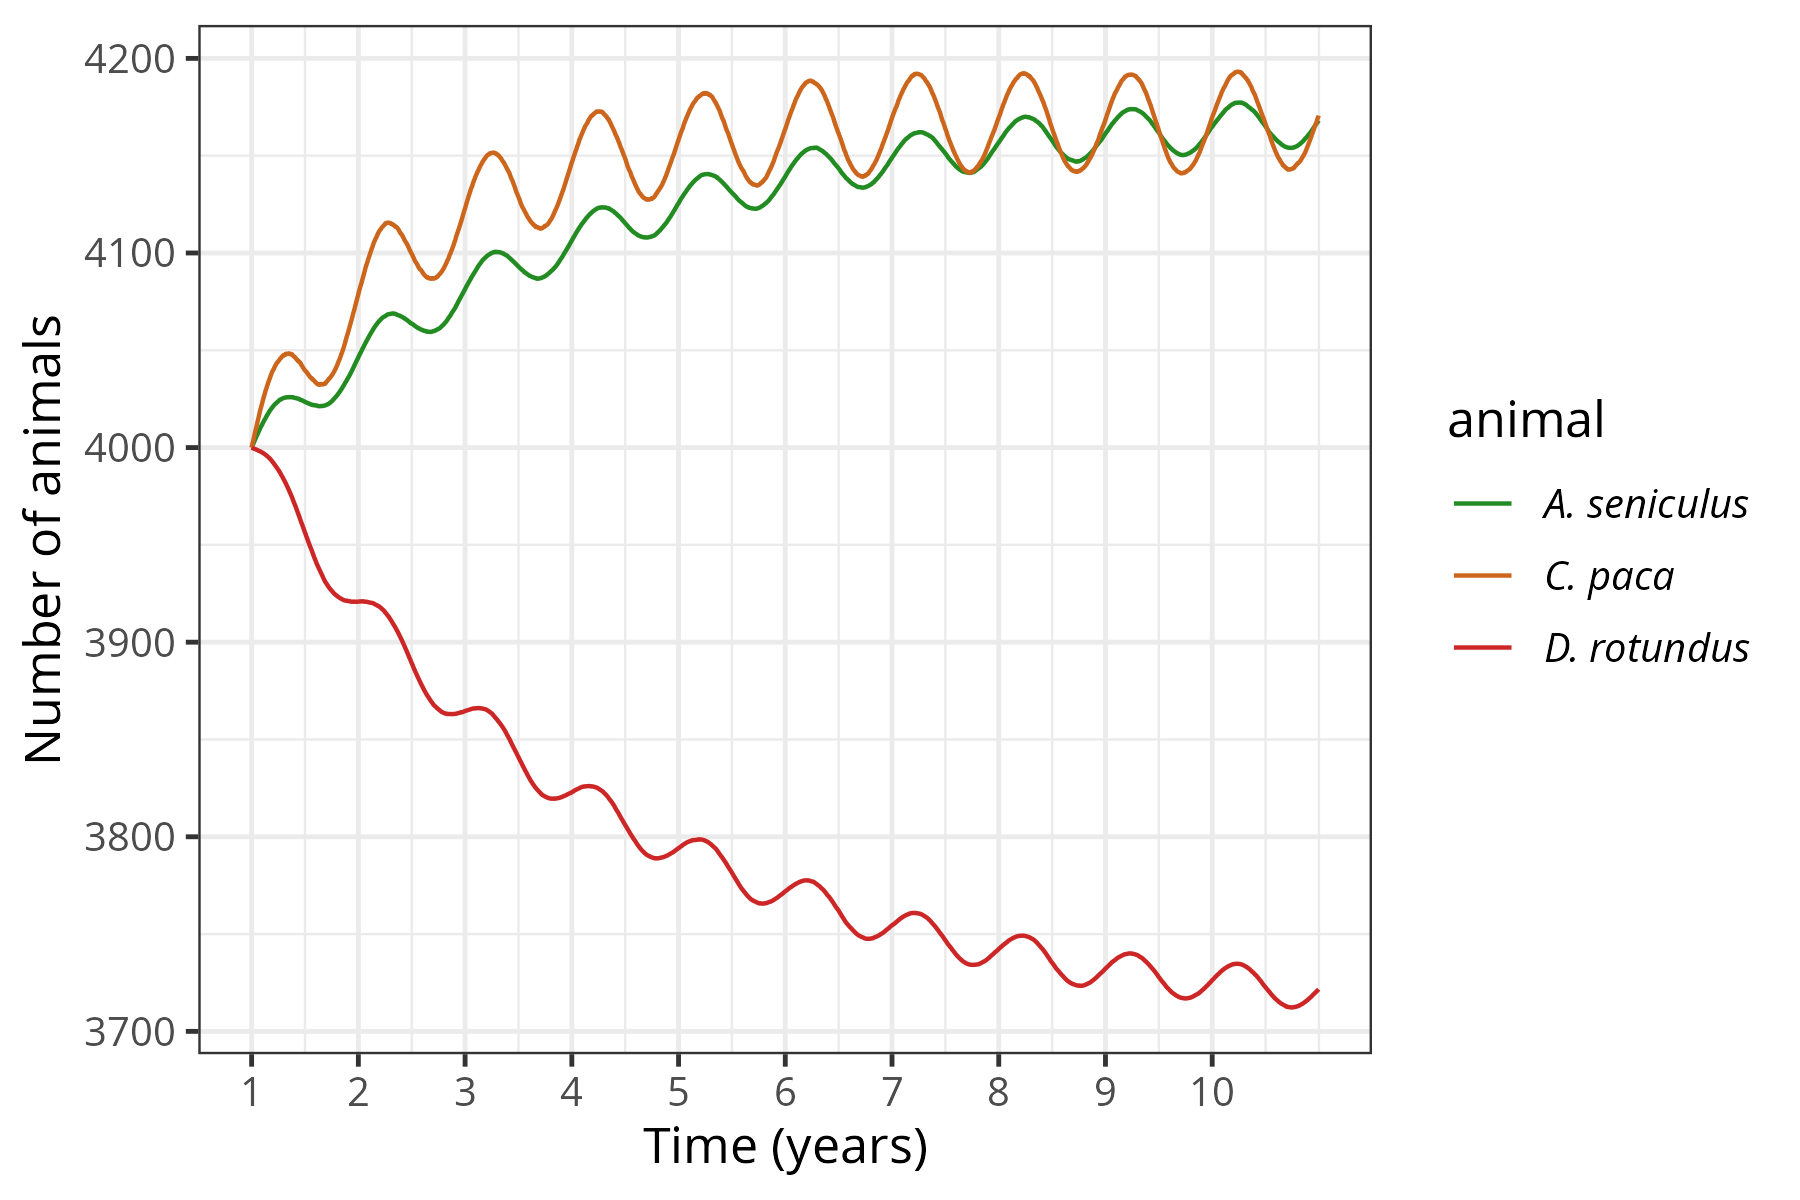 4200
4100
4000
3900
3800
3700
Number of animals
1 2 3 4 5 6 7 8 9 10
Time (years)
animal
A. seniculus
C. paca
D. rotundus